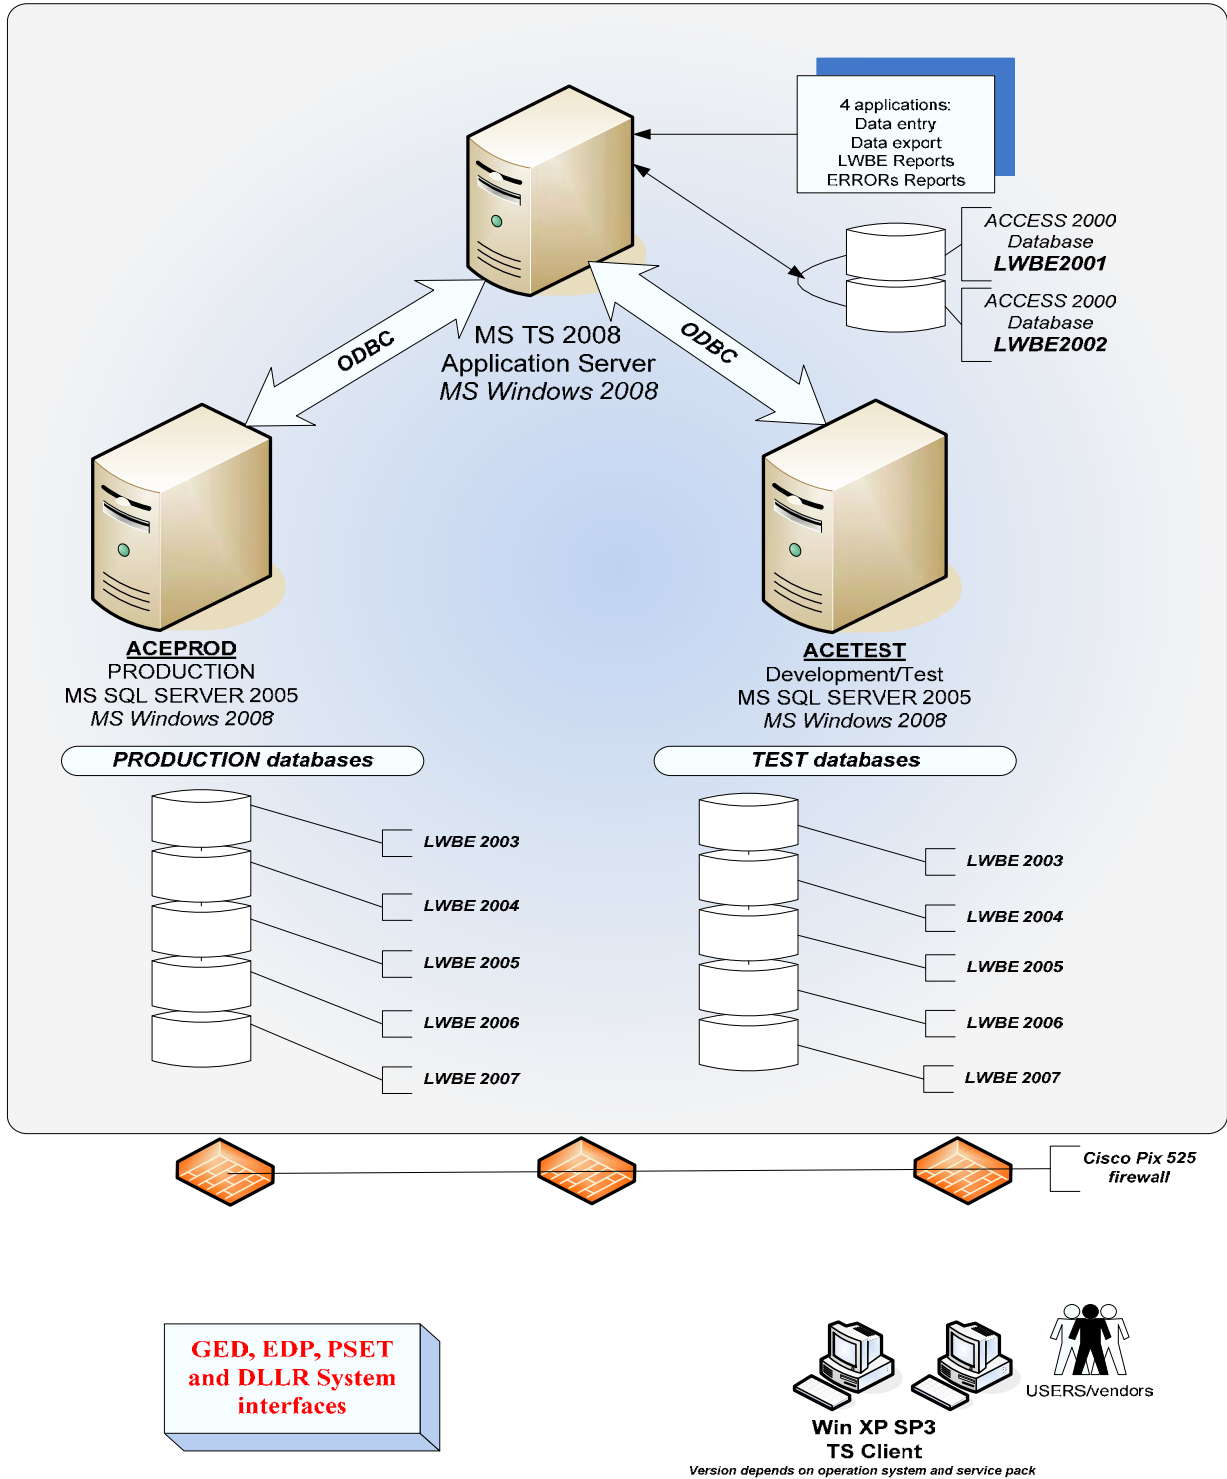 4 applications:
Data entry
Data export
LWBE Reports
ERRORs Reports
ACCESS 2000
Database
LWBE2001
ACCESS 2000
Database
LWBE2002
ODBC
ODBC
MS TS 2008
Application Server
MS Windows 2008
ACEPROD
PRODUCTION
MS SQL SERVER 2005
MS Windows 2008
ACETEST
Development/Test
MS SQL SERVER 2005
MS Windows 2008
PRODUCTION databases
LWBE 2003
LWBE 2004
LWBE 2005
LWBE 2006
LWBE 2007
TEST databases
LWBE 2003
LWBE 2004
LWBE 2005
LWBE 2006
LWBE 2007
Cisco Pix 525
firewall
GED, EDP, PSET
and DLLR System
interfaces
USERS/vendors
Win XP SP3
TS Client
Version depends on operation system and service pack